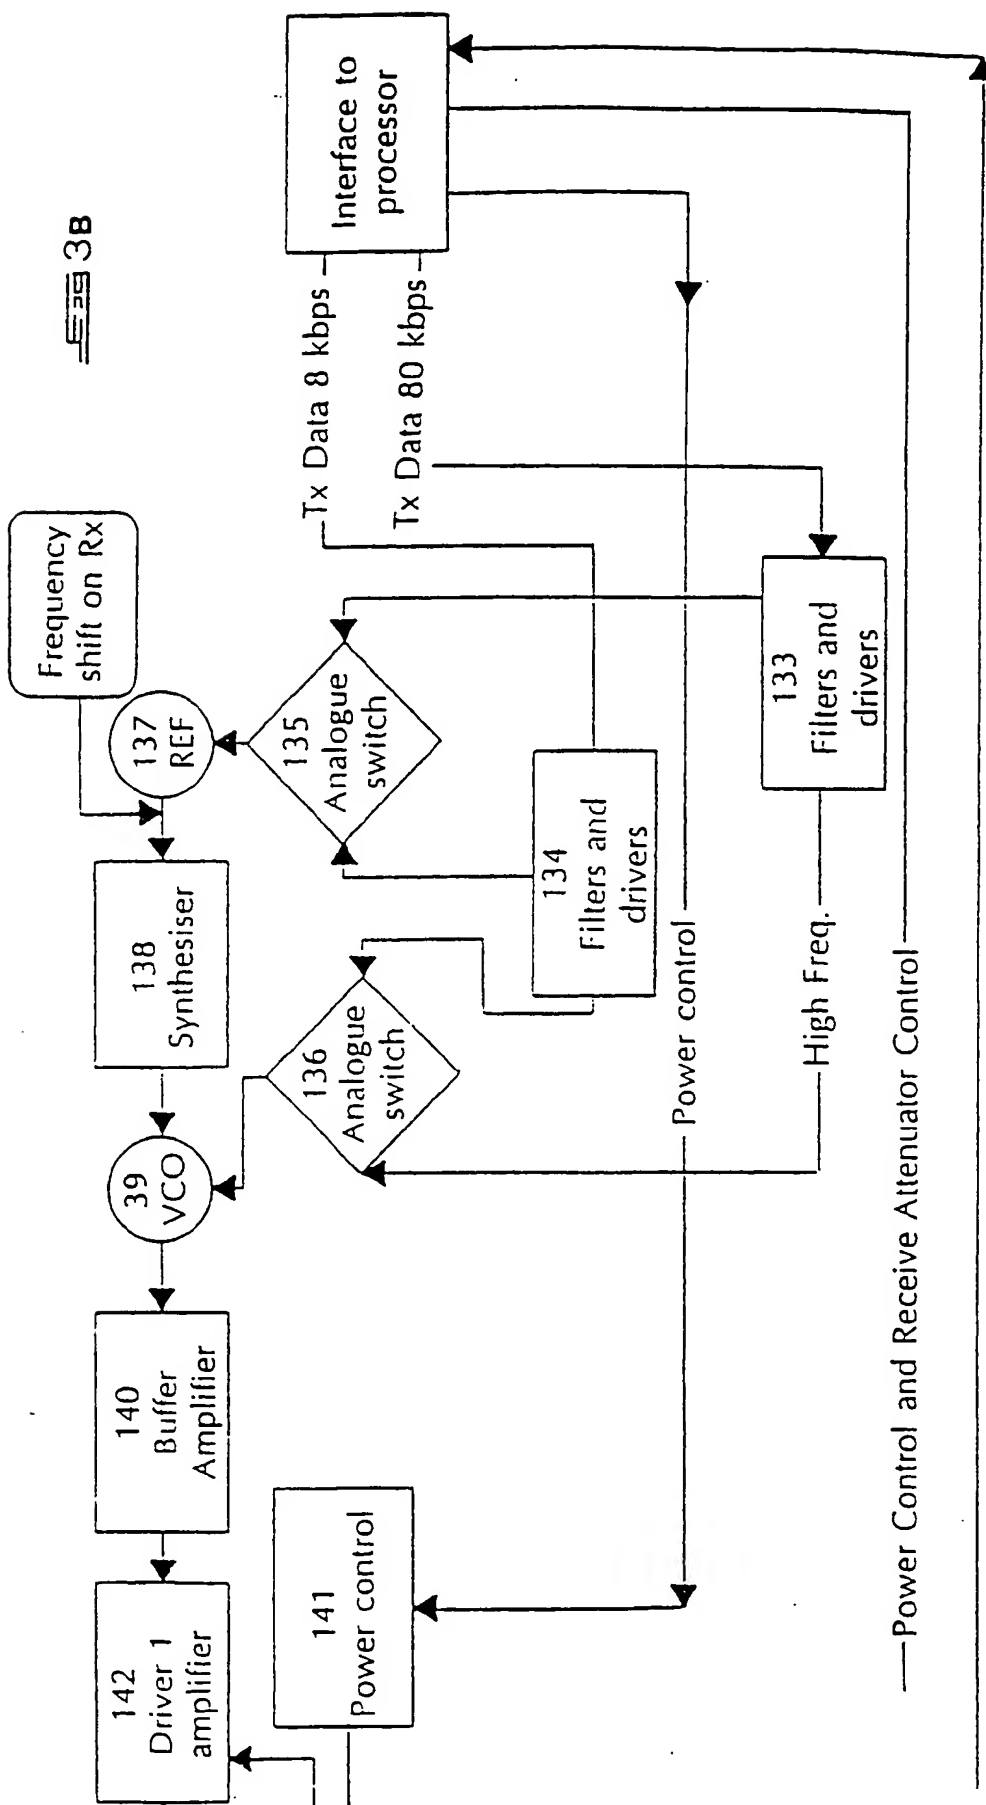 Fig 3B
Interface to
processor
Tx Data 8 kbps
Tx Data 80 kbps
Frequency
shift on Rx
137
REF
135
Analogue
switch
133
Filters and
drivers
134
Filters and
drivers
138
Synthesiser
136
Analogue
switch
Power control
High Freq.
39
VCO
Power Control and Receive Attenuator Control
140
Buffer
Amplifier
141
Power control
142
Driver 1
amplifier